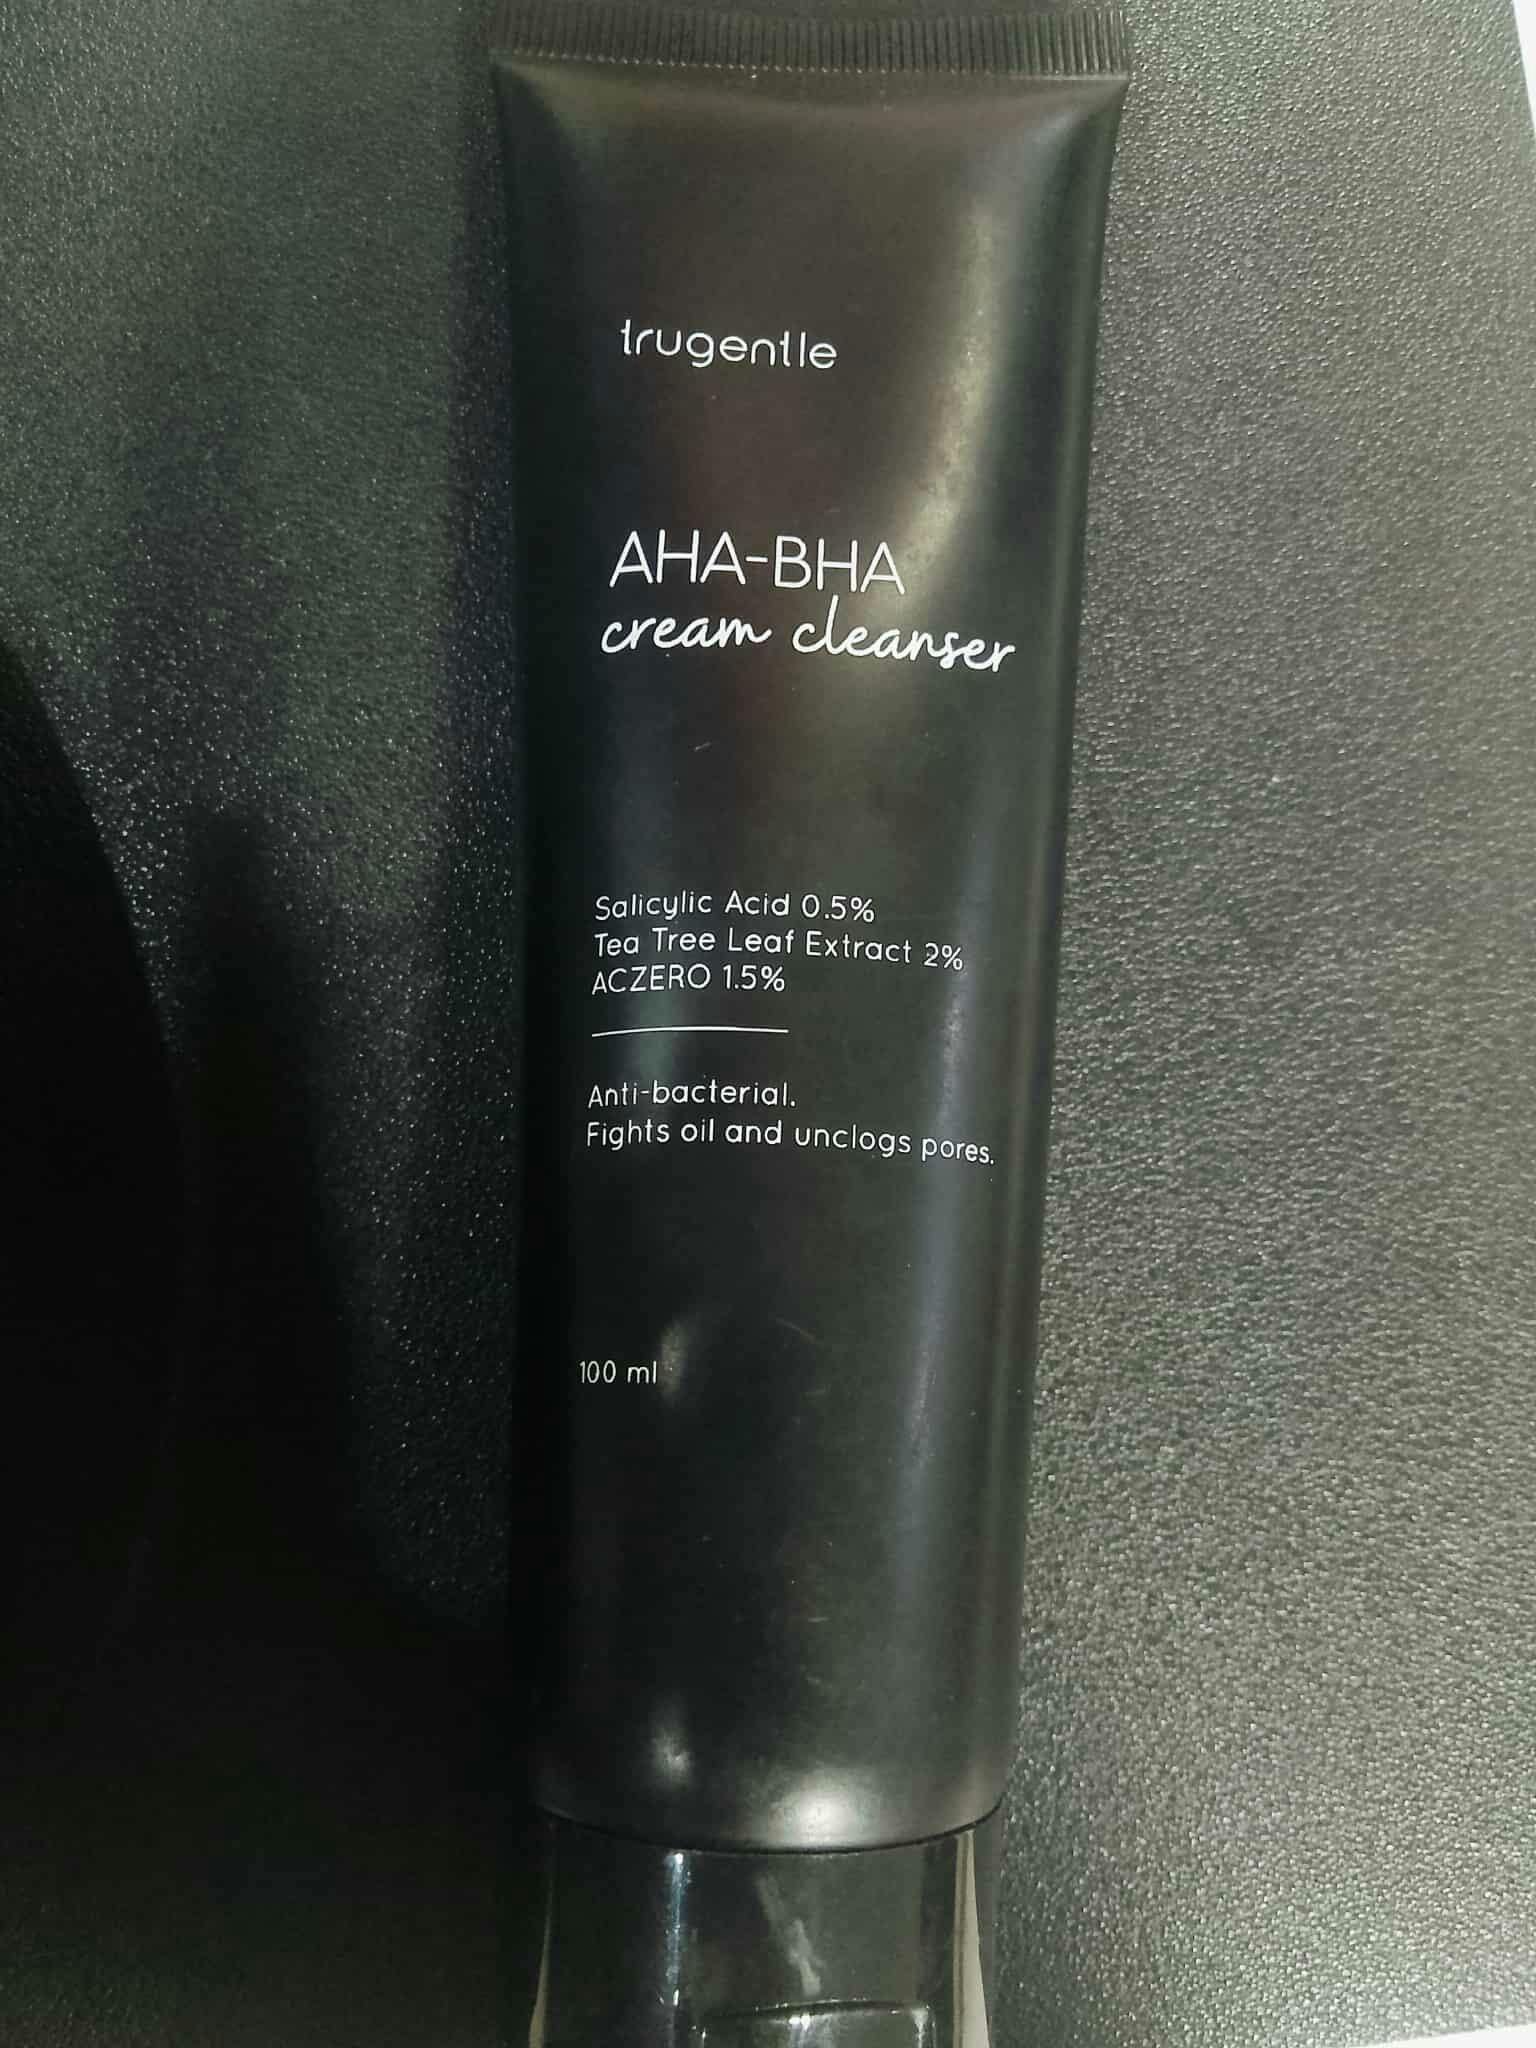 trugentle
AHA-BHA
cream cleanser
Salicylic Acid 0.5%
Tea Tree Leaf Extract 2%
ACZERO 1.5%
Anti-bacterial.
Fights oil and unclogs pores.
100 ml